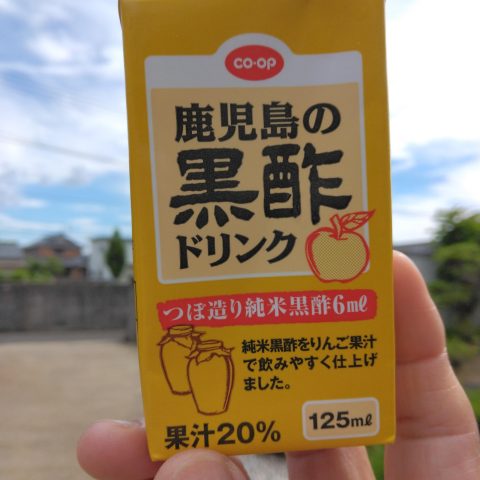 co-op
鹿児島の
黒酢
ドリンク
つぼ造り純米黒酢6mℓ
純米黒酢をりんご果汁
で飲みやすく仕上げ
ました。
果汁20%
125mℓ